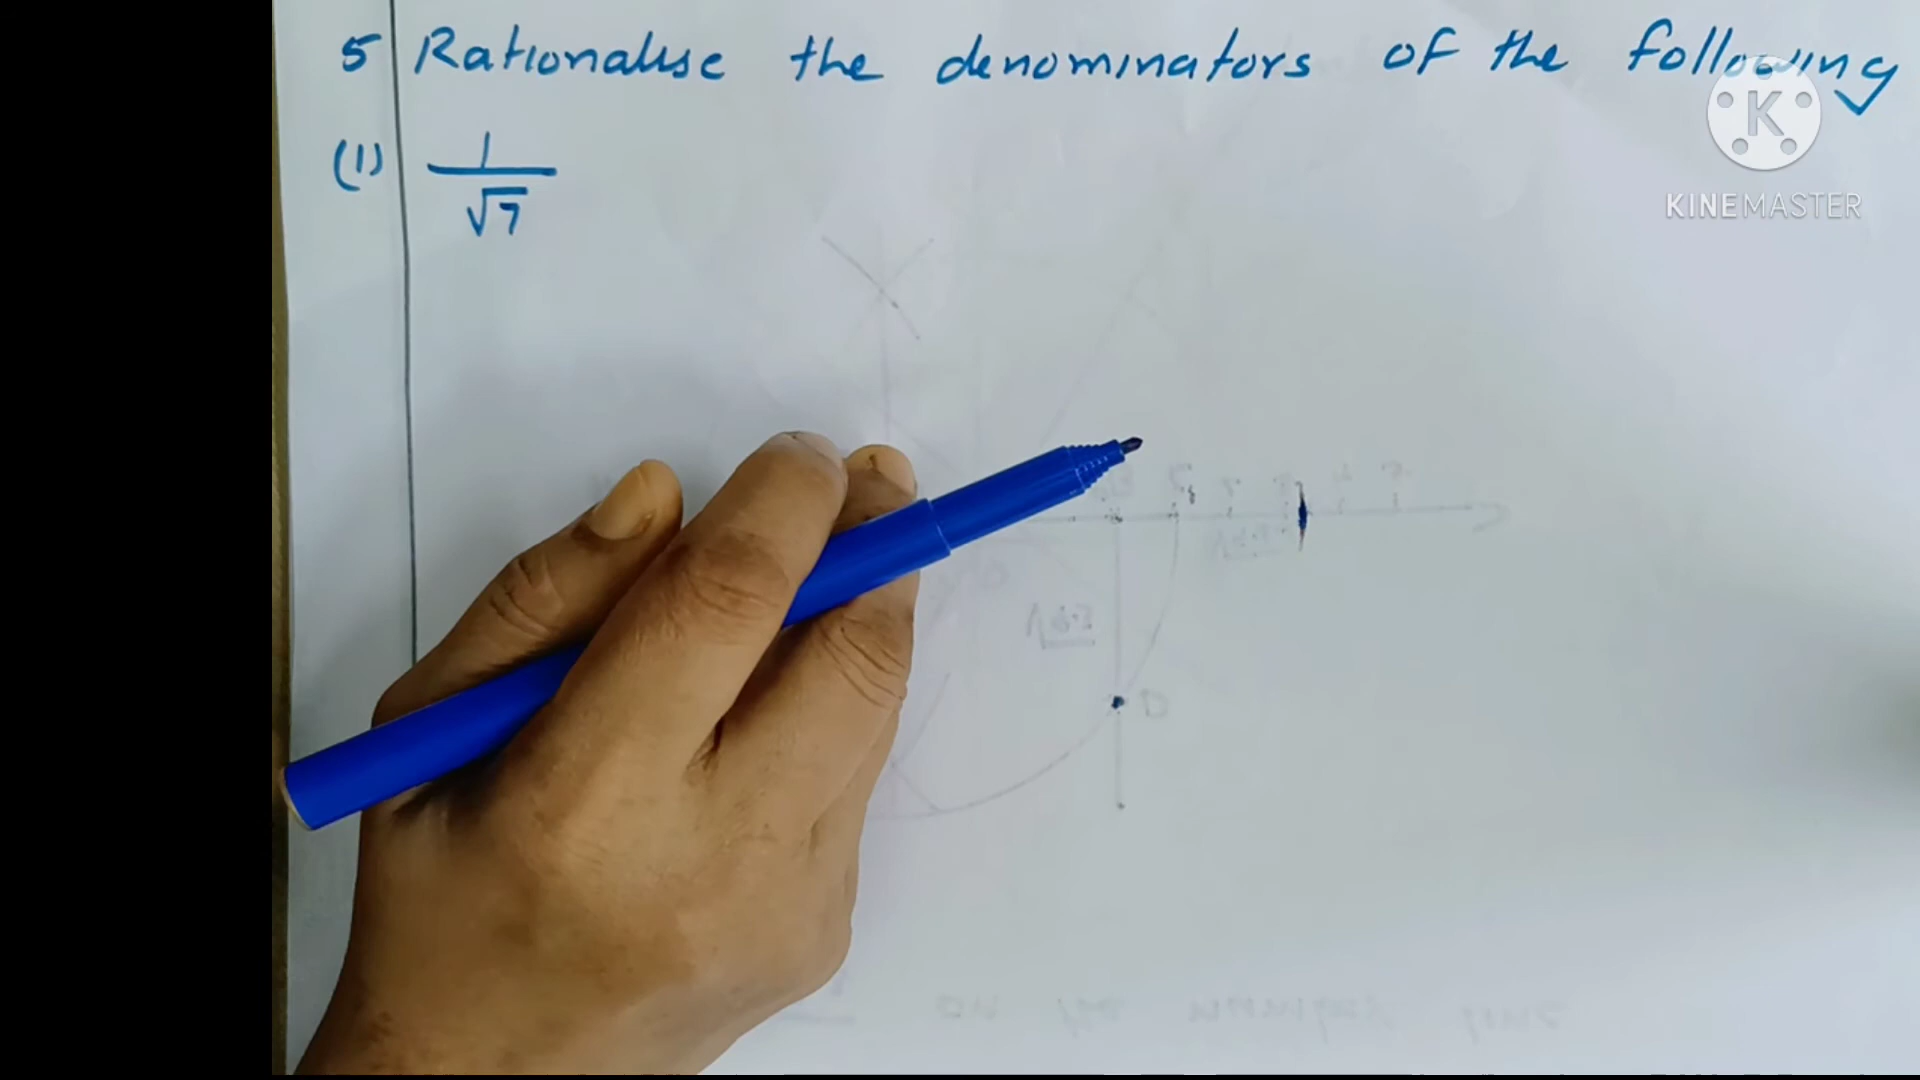 5 Rationalise the denominators of the following
(1) 1/√7
KINEMASTER